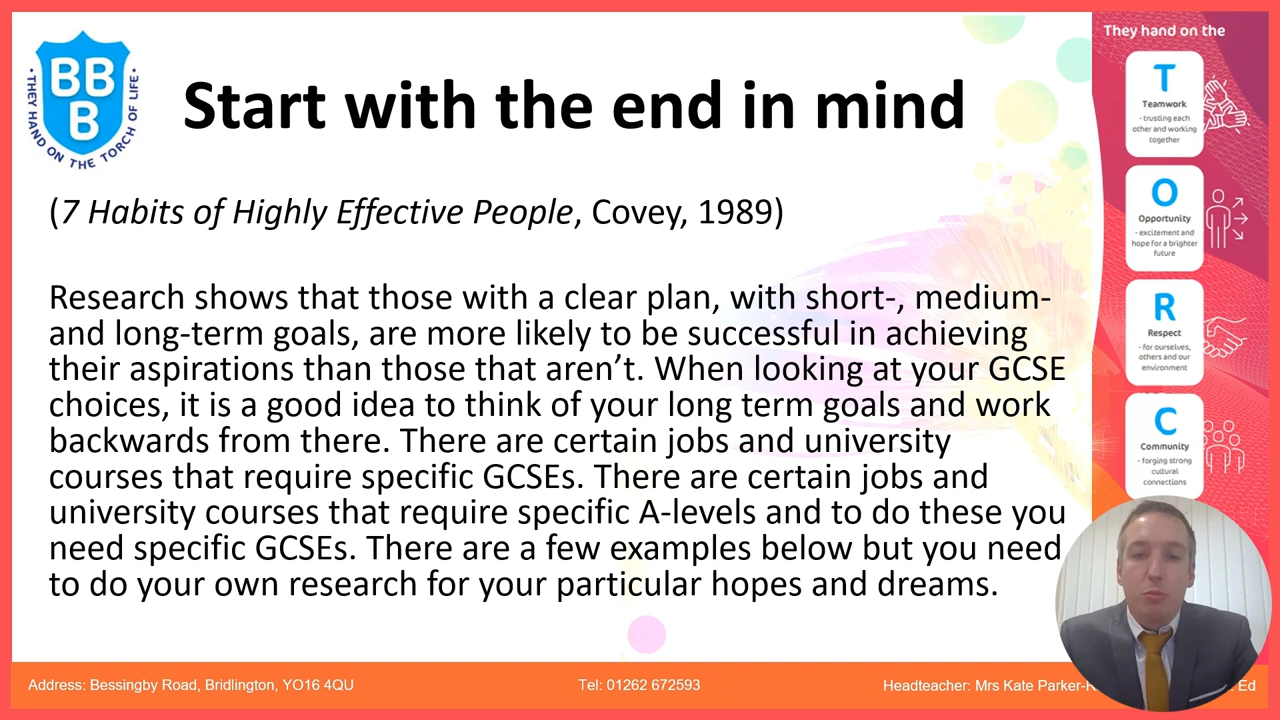 BB
B
THEY HAND ON THE TORCH OF LIFE
Start with the end in mind
(7 Habits of Highly Effective People, Covey, 1989)
Research shows that those with a clear plan, with short-, medium-
and long-term goals, are more likely to be successful in achieving
their aspirations than those that aren’t. When looking at your GCSE
choices, it is a good idea to think of your long term goals and work
backwards from there. There are certain jobs and university
courses that require specific GCSEs. There are certain jobs and
university courses that require specific A-levels and to do these you
need specific GCSEs. There are a few examples below but you need
to do your own research for your particular hopes and dreams.
They hand on the
T
Teamwork
- trusting each
other and working
together
O
Opportunity
- excitement and
hope for a brighter
future
R
Respect
- for ourselves,
others and our
environment
C
Community
- forging strong
cultural
connections
Address: Bessingby Road, Bridlington, YO16 4QU
Tel: 01262 672593
Headteacher: Mrs Kate Parker-
Ed